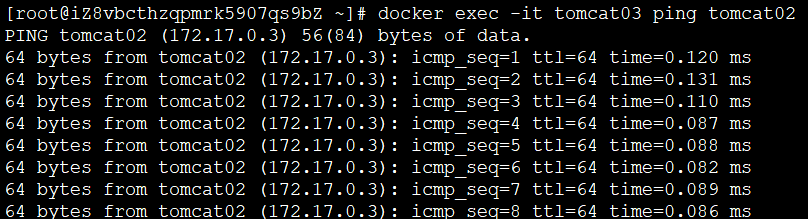 [root@iZ8vbcthzqpmrk5907qs9bZ ~]# docker exec -it tomcat03 ping tomcat02
PING tomcat02 (172.17.0.3) 56(84) bytes of data.
64 bytes from tomcat02 (172.17.0.3): icmp_seq=1 ttl=64 time=0.120 ms
64 bytes from tomcat02 (172.17.0.3): icmp_seq=2 ttl=64 time=0.131 ms
64 bytes from tomcat02 (172.17.0.3): icmp_seq=3 ttl=64 time=0.110 ms
64 bytes from tomcat02 (172.17.0.3): icmp_seq=4 ttl=64 time=0.087 ms
64 bytes from tomcat02 (172.17.0.3): icmp_seq=5 ttl=64 time=0.088 ms
64 bytes from tomcat02 (172.17.0.3): icmp_seq=6 ttl=64 time=0.082 ms
64 bytes from tomcat02 (172.17.0.3): icmp_seq=7 ttl=64 time=0.089 ms
64 bytes from tomcat02 (172.17.0.3): icmp_seq=8 ttl=64 time=0.086 ms